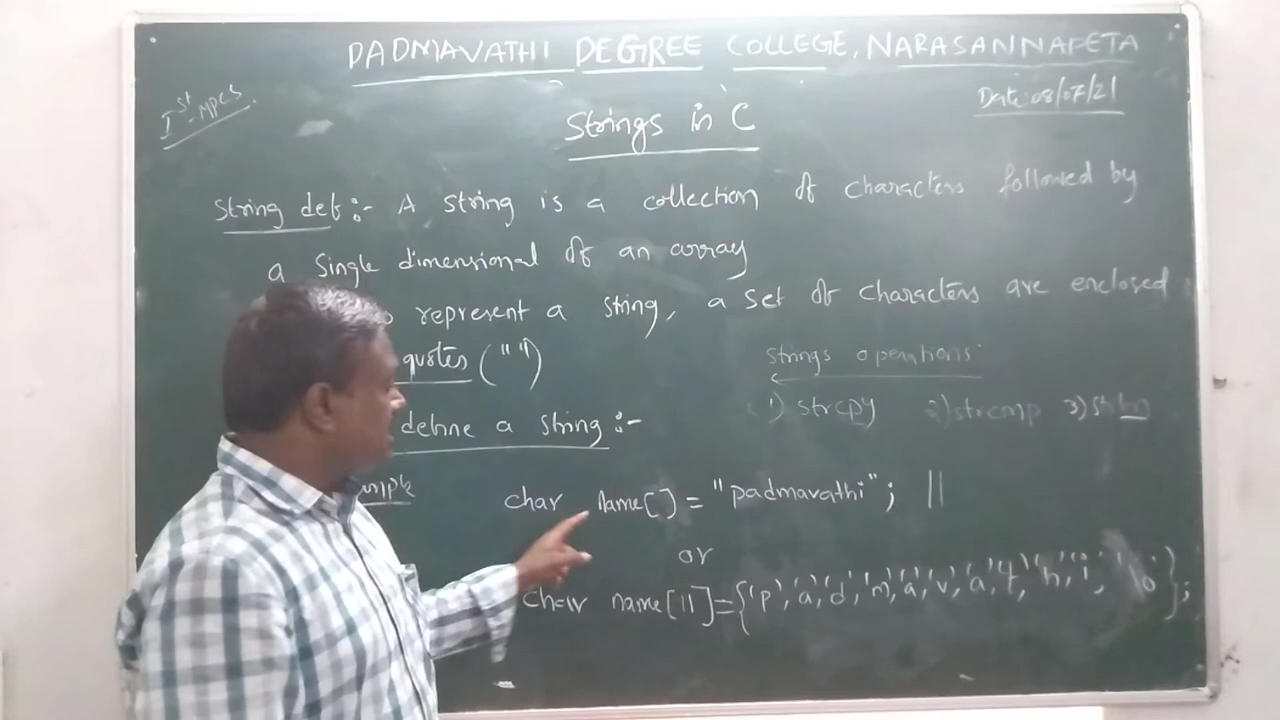 PADMAVATHI DEGREE COLLEGE, NARASANNAPETA
Ist-MPCS.
Date:08/07/21
Strings in C
String def:- A string is a collection of characters followed by
a single dimensional of an array
represent a string, a set of characters are enclosed
quotes (" ")
strings operations
define a string:-
1) strcpy 2) strcmp 3) strlen
char name[] = "padmavathi"; 11
or
char name[11]={'p','a','d','m','a','v','a','t','h','i','\0'};